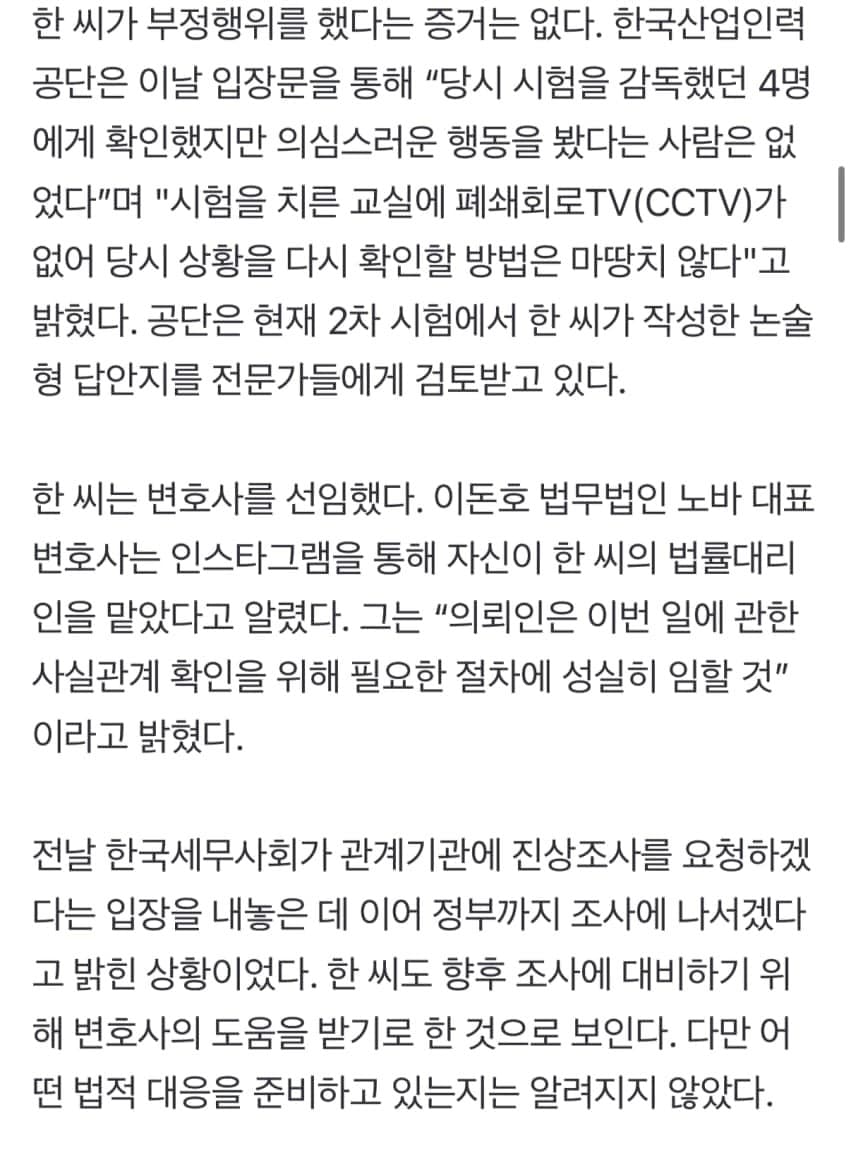 한 씨가 부정행위를 했다는 증거는 없다. 한국산업인력
공단은 이날 입장문을 통해 “당시 시험을 감독했던 4명
에게 확인했지만 의심스러운 행동을 봤다는 사람은 없
었다”며 "시험을 치른 교실에 폐쇄회로TV(CCTV)가
없어 당시 상황을 다시 확인할 방법은 마땅치 않다"고
밝혔다. 공단은 현재 2차 시험에서 한 씨가 작성한 논술
형 답안지를 전문가들에게 검토받고 있다.

한 씨는 변호사를 선임했다. 이돈호 법무법인 노바 대표
변호사는 인스타그램을 통해 자신이 한 씨의 법률대리
인을 맡았다고 알렸다. 그는 “의뢰인은 이번 일에 관한
사실관계 확인을 위해 필요한 절차에 성실히 임할 것”
이라고 밝혔다.

전날 한국세무사회가 관계기관에 진상조사를 요청하겠
다는 입장을 내놓은 데 이어 정부까지 조사에 나서겠다
고 밝힌 상황이었다. 한 씨도 향후 조사에 대비하기 위
해 변호사의 도움을 받기로 한 것으로 보인다. 다만 어
떤 법적 대응을 준비하고 있는지는 알려지지 않았다.